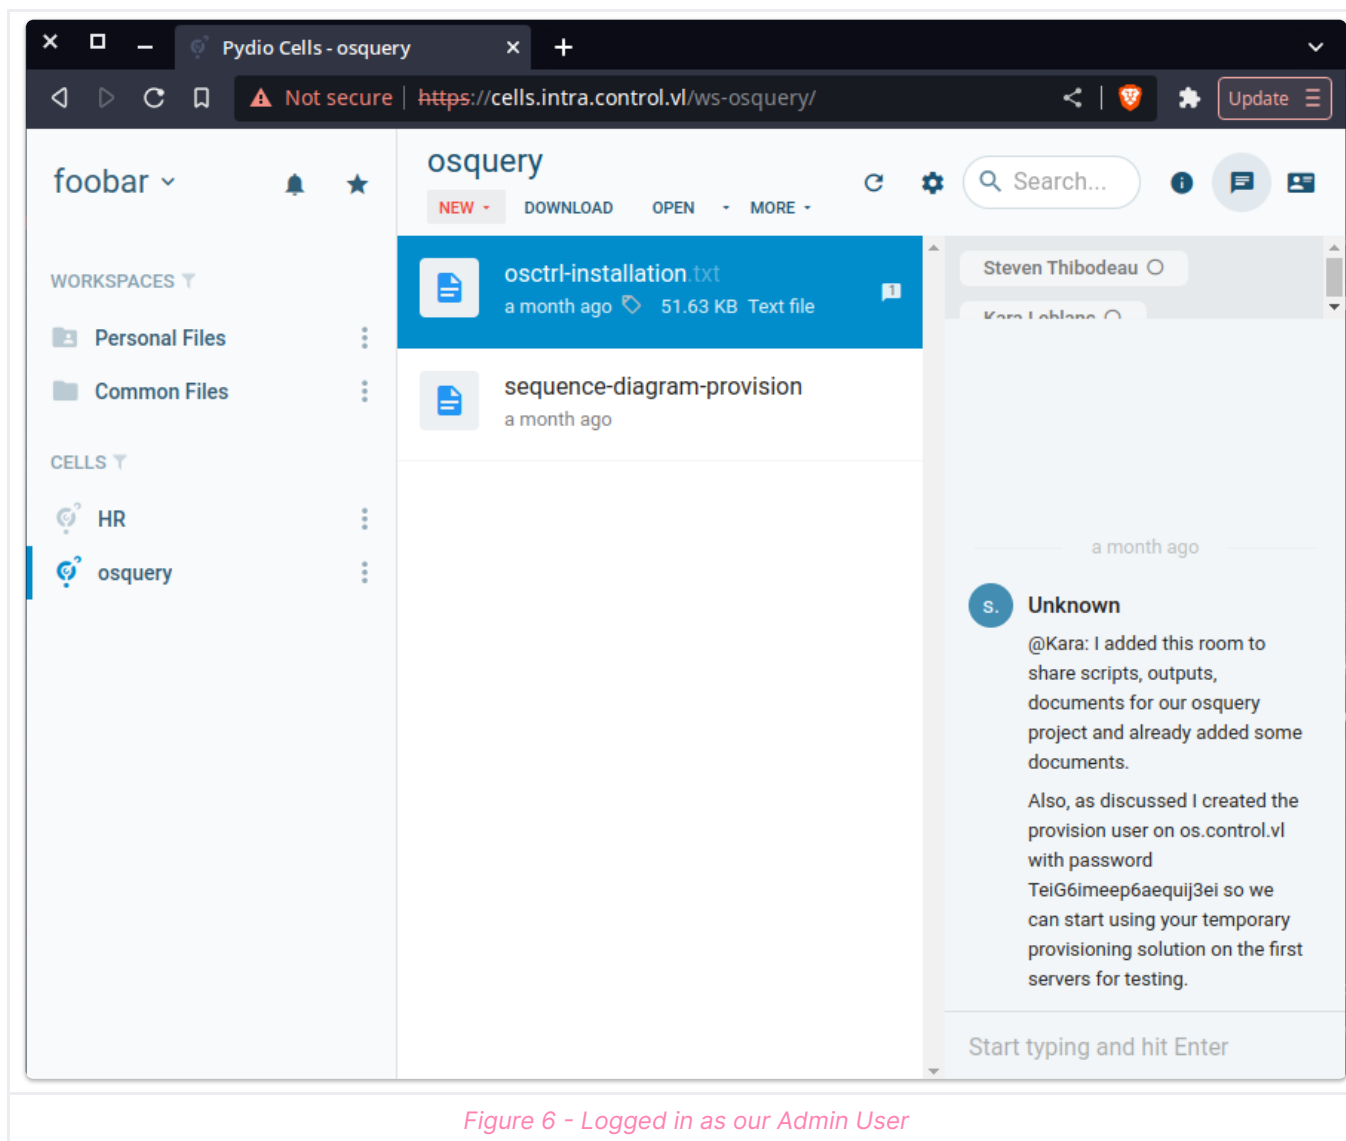 Pydio Cells - osquery
Not secure https://cells.intra.control.vl/ws-osquery/ Update
foobar
WORKSPACES
Personal Files
Common Files
CELLS
HR
osquery
osquery
NEW DOWNLOAD OPEN MORE
Search...
osctrl-installation.txt
a month ago 51.63 KB Text file
1
sequence-diagram-provision
a month ago
Steven Thibodeau
Kara Leblanc
a month ago
s.
Unknown
@Kara: I added this room to
share scripts, outputs,
documents for our osquery
project and already added some
documents.
Also, as discussed I created the
provision user on os.control.vl
with password
TeiG6imeep6aequij3ei so we
can start using your temporary
provisioning solution on the first
servers for testing.
Start typing and hit Enter
Figure 6 - Logged in as our Admin User